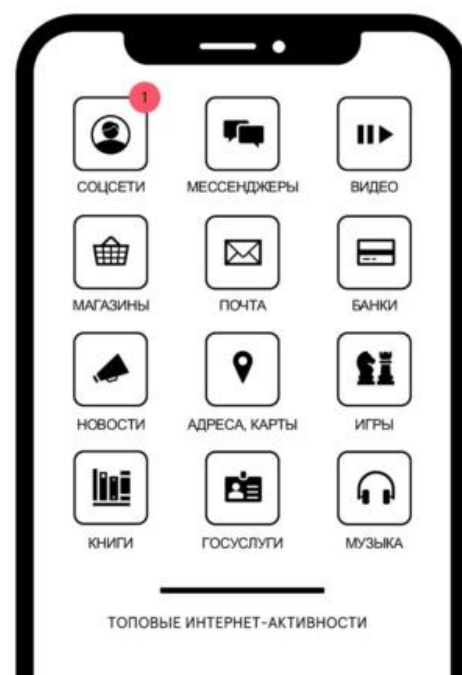 1
СОЦСЕТИ МЕССЕНДЖЕРЫ ВИДЕО
МАГАЗИНЫ ПОЧТА БАНКИ
НОВОСТИ АДРЕСА, КАРТЫ ИГРЫ
КНИГИ ГОСУСЛУГИ МУЗЫКА
ТОПОВЫЕ ИНТЕРНЕТ-АКТИВНОСТИ